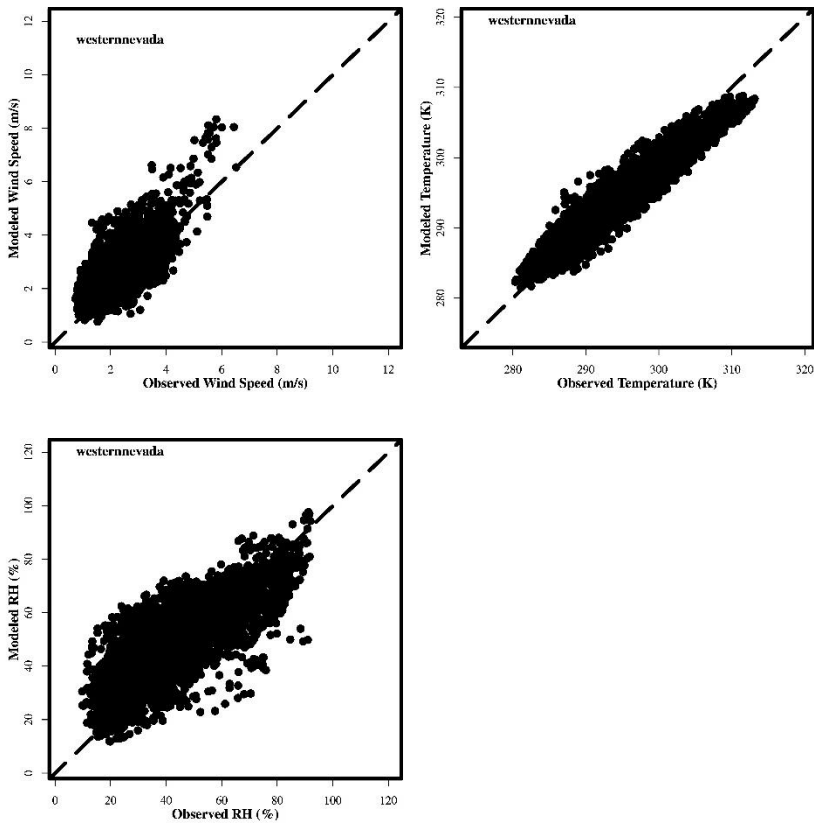 westernnevada
Modeled Wind Speed (m/s)
0 2 4 6 8 10 12
0 2 4 6 8 10 12
Observed Wind Speed (m/s)
westernnevada
Modeled Temperature (K)
280 290 300 310 320
280 290 300 310 320
Observed Temperature (K)
westernnevada
Modeled RH (%)
0 20 40 60 80 100 120
0 20 40 60 80 100 120
Observed RH (%)